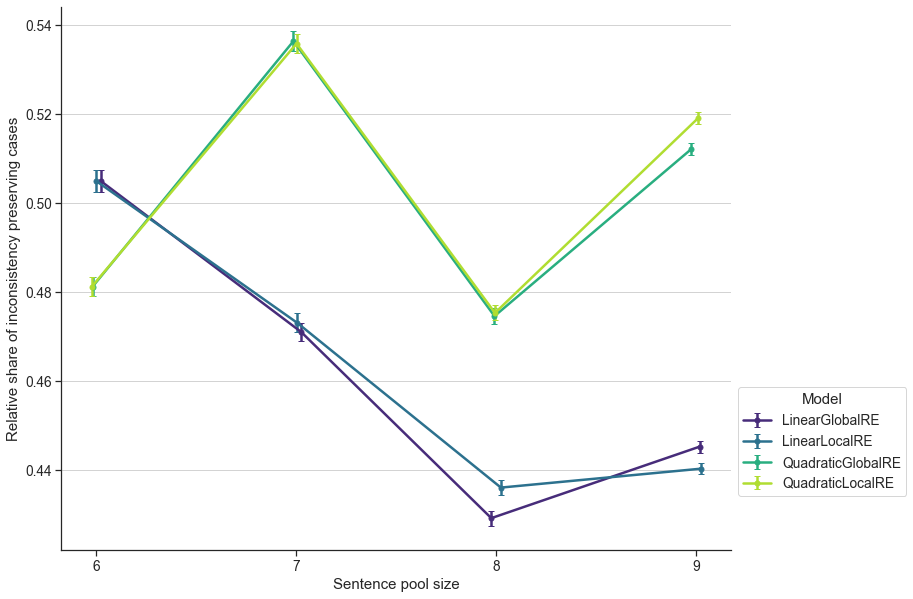 Relative share of inconsistency preserving cases
0.54
0.52
0.50
0.48
0.46
0.44
6 7 8 9
Sentence pool size
Model
LinearGlobalRE
LinearLocalRE
QuadraticGlobalRE
QuadraticLocalRE